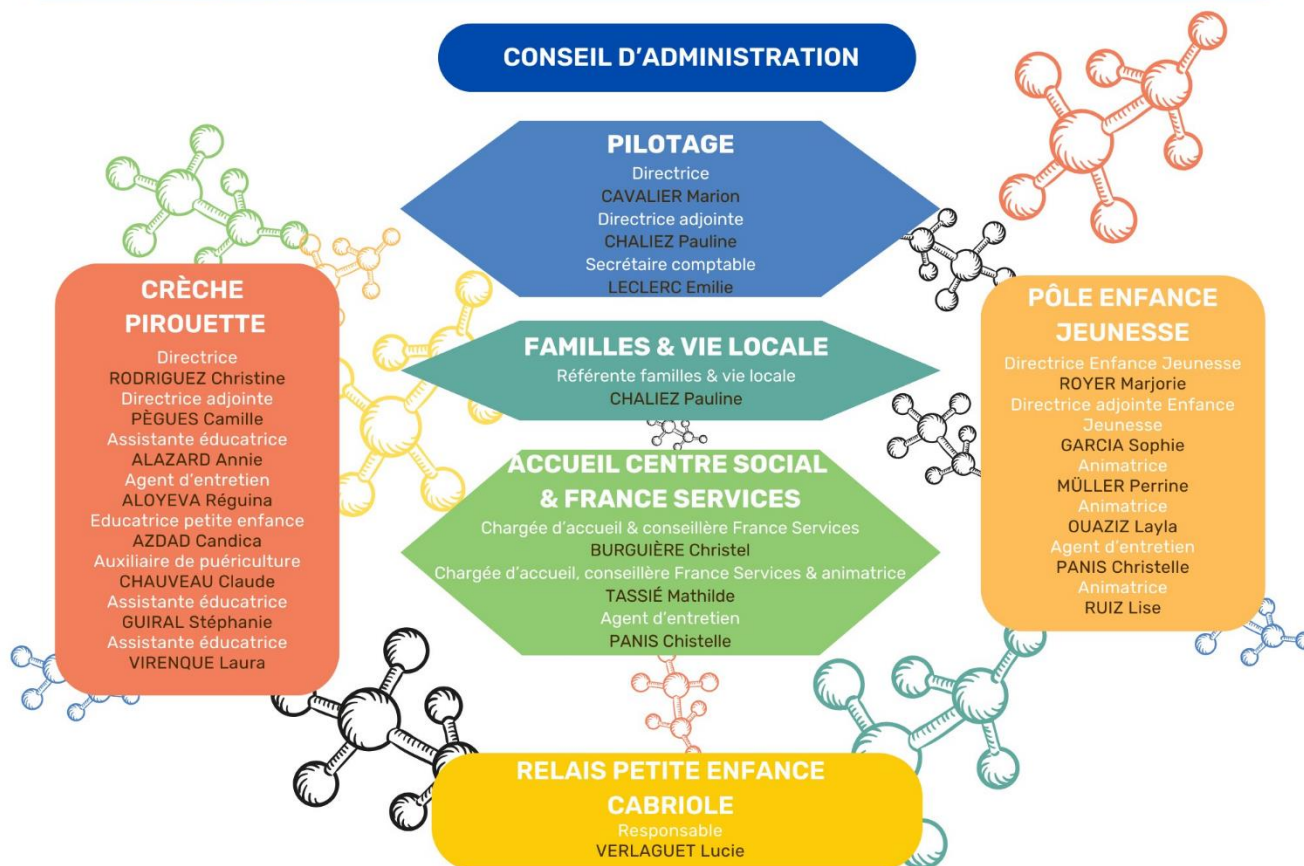 CONSEIL D'ADMINISTRATION
PILOTAGE
Directrice
CAVALIER Marion
Directrice adjointe
CHALIEZ Pauline
Secrétaire comptable
LECLERC Emilie
CRÈCHE
PIROUETTE
Directrice
RODRIGUEZ Christine
Directrice adjointe
PÈGUES Camille
Assistante éducatrice
ALAZARD Annie
Agent d'entretien
ALOYEVA Réguina
Educatrice petite enfance
AZDAD Candica
Auxiliaire de puériculture
CHAUVEAU Claude
Assistante éducatrice
GUIRAL Stéphanie
Assistante éducatrice
VIRENQUE Laura
FAMILLES & VIE LOCALE
Référente familles & vie locale
CHALIEZ Pauline
ACCUEIL CENTRE SOCIAL
& FRANCE SERVICES
Chargée d'accueil & conseillère France Services
BURGUIÈRE Christel
Chargée d'accueil, conseillère France Services & animatrice
TASSIÉ Mathilde
Agent d'entretien
PANIS Chistelle
PÔLE ENFANCE
JEUNESSE
Directrice Enfance Jeunesse
ROYER Marjorie
Directrice adjointe Enfance
Jeunesse
GARCIA Sophie
Animatrice
MÜLLER Perrine
Animatrice
OUAZIZ Layla
Agent d'entretien
PANIS Christelle
Animatrice
RUIZ Lise
RELAIS PETITE ENFANCE
CABRIOLE
Responsable
VERLAGUET Lucie